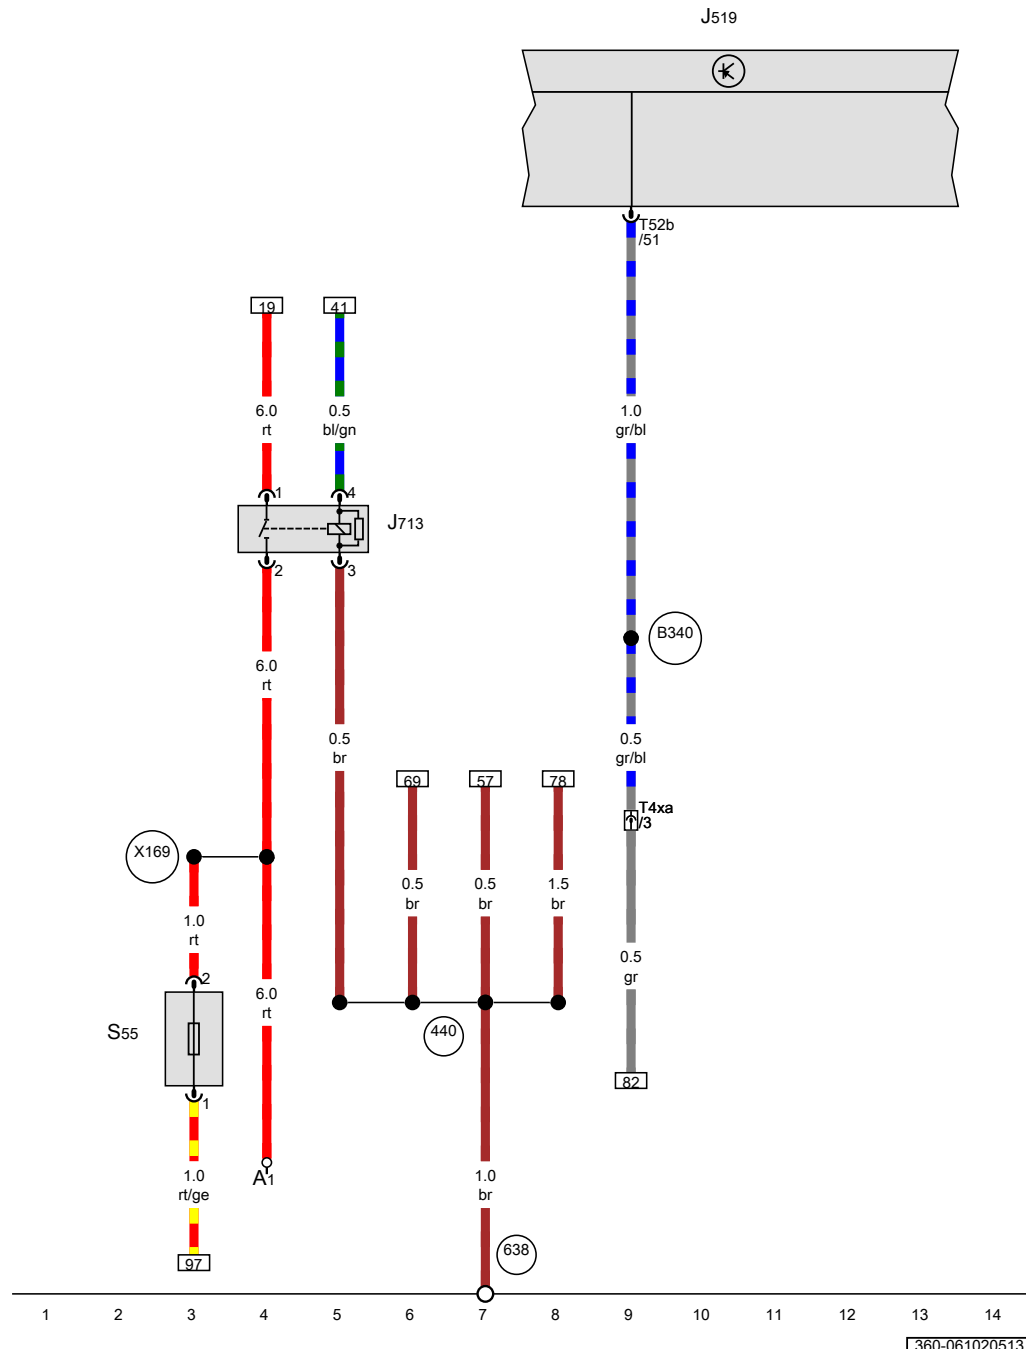 J519
T52b
/51
19
41
6.0
rt
0.5
bl/gn
1.0
gr/bl
1
4
J713
2
3
B340
6.0
rt
0.5
br
0.5
gr/bl
69
57
78
T4xa
/3
X169
0.5
br
0.5
br
1.5
br
1.0
rt
0.5
gr
2
6.0
rt
S55
440
82
1
1.0
rt/ge
A1
1.0
br
638
97
1 2 3 4 5 6 7 8 9 10 11 12 13 14
360-061020513